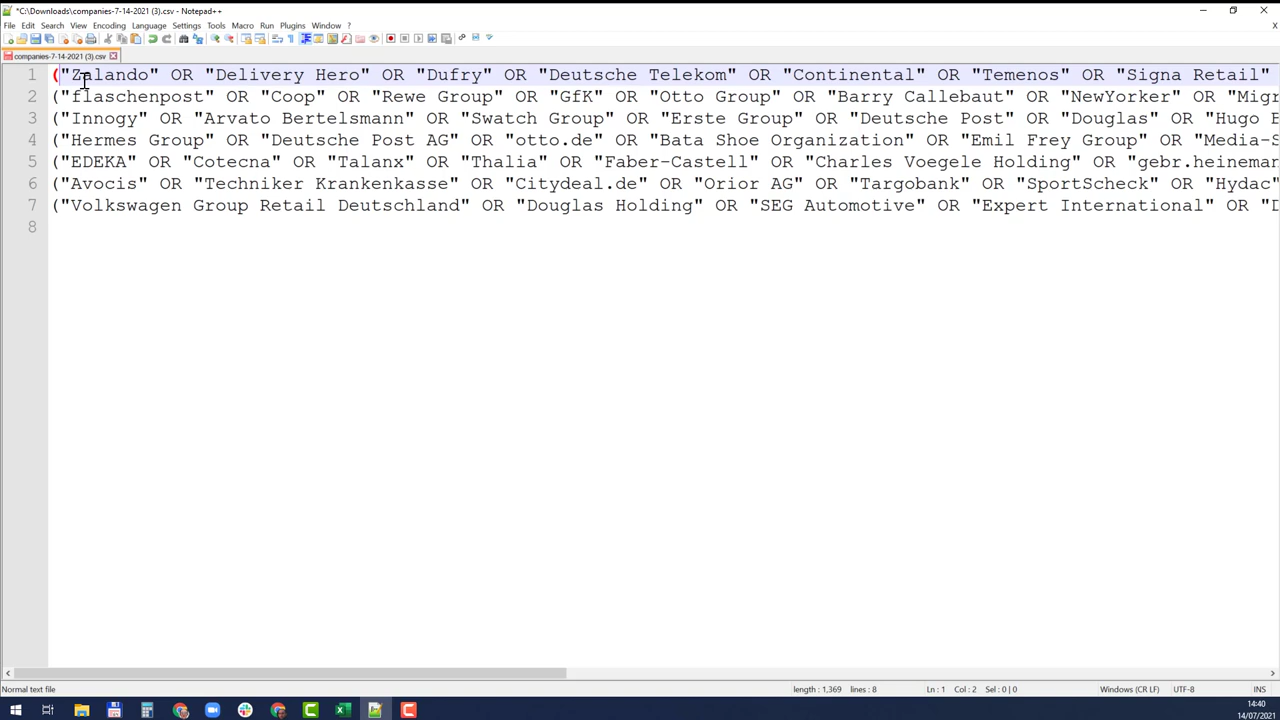 *C:\Downloads\companies-7-14-2021 (3).csv - Notepad++
File Edit Search View Encoding Language Settings Tools Macro Run Plugins Window ? X
companies-7-14-2021 (3).csv
1 ("Zalando" OR "Delivery Hero" OR "Dufry" OR "Deutsche Telekom" OR "Continental" OR "Temenos" OR "Signa Retail"
2 ("flaschenpost" OR "Coop" OR "Rewe Group" OR "GfK" OR "Otto Group" OR "Barry Callebaut" OR "NewYorker" OR "Migr
3 ("Innogy" OR "Arvato Bertelsmann" OR "Swatch Group" OR "Erste Group" OR "Deutsche Post" OR "Douglas" OR "Hugo B
4 ("Hermes Group" OR "Deutsche Post AG" OR "otto.de" OR "Bata Shoe Organization" OR "Emil Frey Group" OR "Media-S
5 ("EDEKA" OR "Cotecna" OR "Talanx" OR "Thalia" OR "Faber-Castell" OR "Charles Voegele Holding" OR "gebr.heineman
6 ("Avocis" OR "Techniker Krankenkasse" OR "Citydeal.de" OR "Orior AG" OR "Targobank" OR "SportScheck" OR "Hydac"
7 ("Volkswagen Group Retail Deutschland" OR "Douglas Holding" OR "SEG Automotive" OR "Expert International" OR "D
8
Normal text file length : 1,369 lines : 8 Ln : 1 Col : 2 Sel : 0 | 0 Windows (CR LF) UTF-8 INS
14:40
14/07/2021